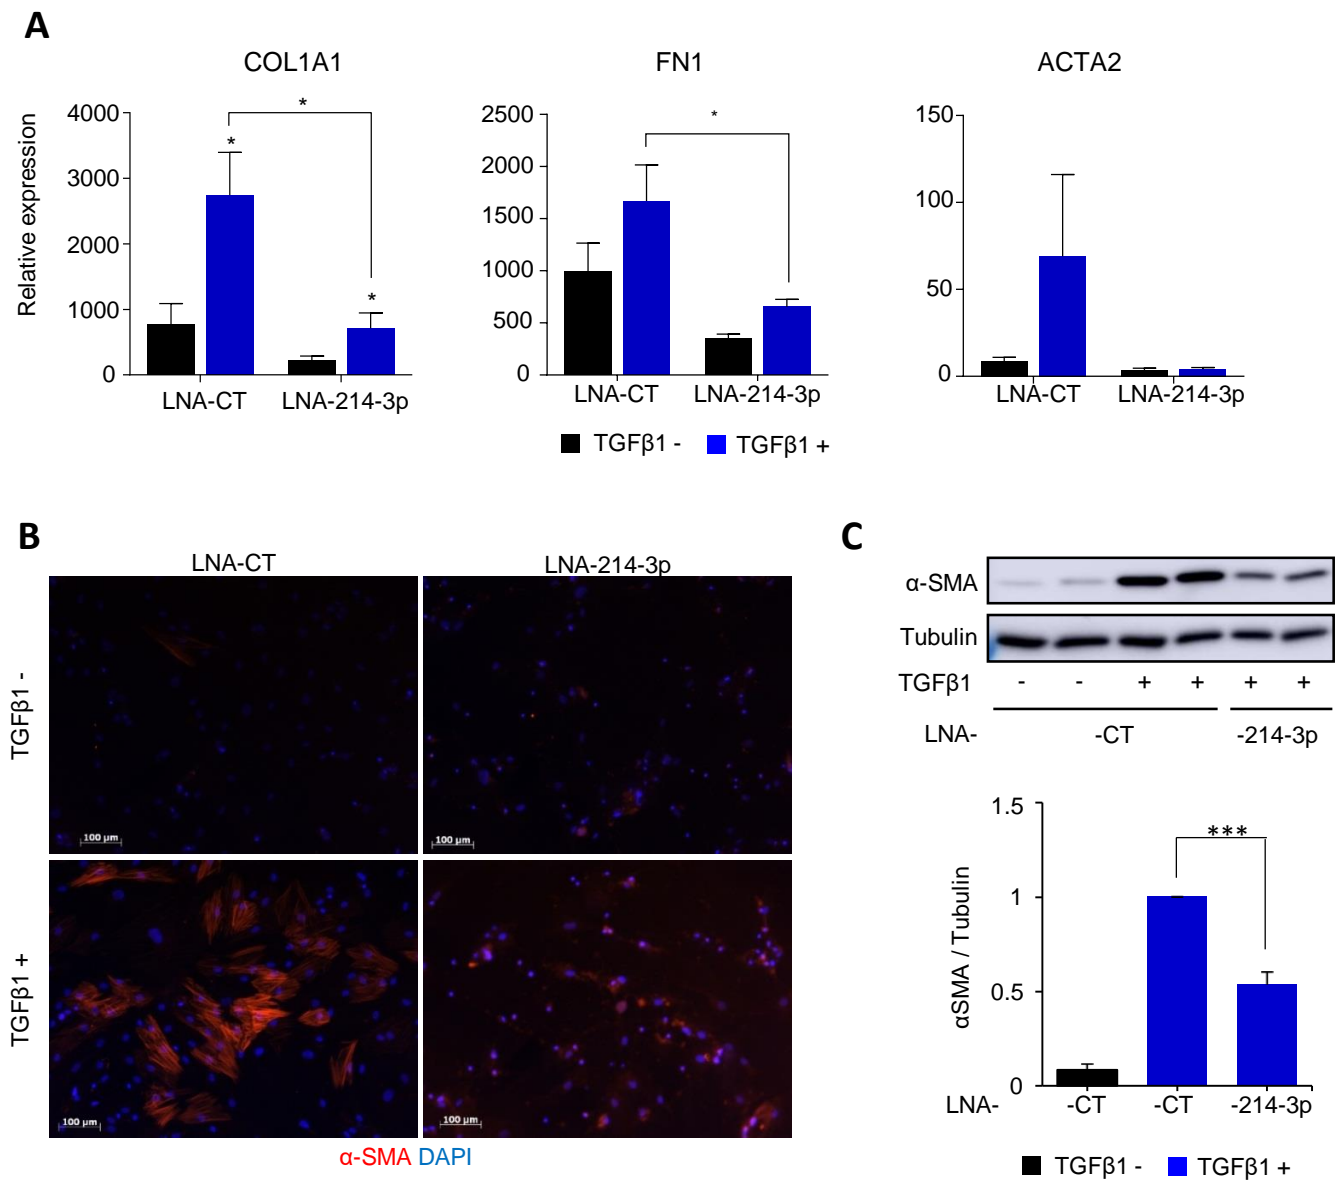 A
COL1A1
FN1
ACTA2
Relative expression
4000
3000
2000
1000
0
*
*
*
LNA-CT
LNA-214-3p
2500
2000
1500
1000
500
0
*
LNA-CT
LNA-214-3p
150
100
50
0
LNA-CT
LNA-214-3p
TGFβ1 -
TGFβ1 +
B
LNA-CT
LNA-214-3p
TGFβ1 -
TGFβ1 +
100 µm
100 µm
100 µm
100 µm
α-SMA DAPI
C
α-SMA
Tubulin
TGFβ1 - - + + + +
LNA- -CT -214-3p
αSMA / Tubulin
1.5
1
0.5
0
***
LNA- -CT -CT -214-3p
TGFβ1 -
TGFβ1 +